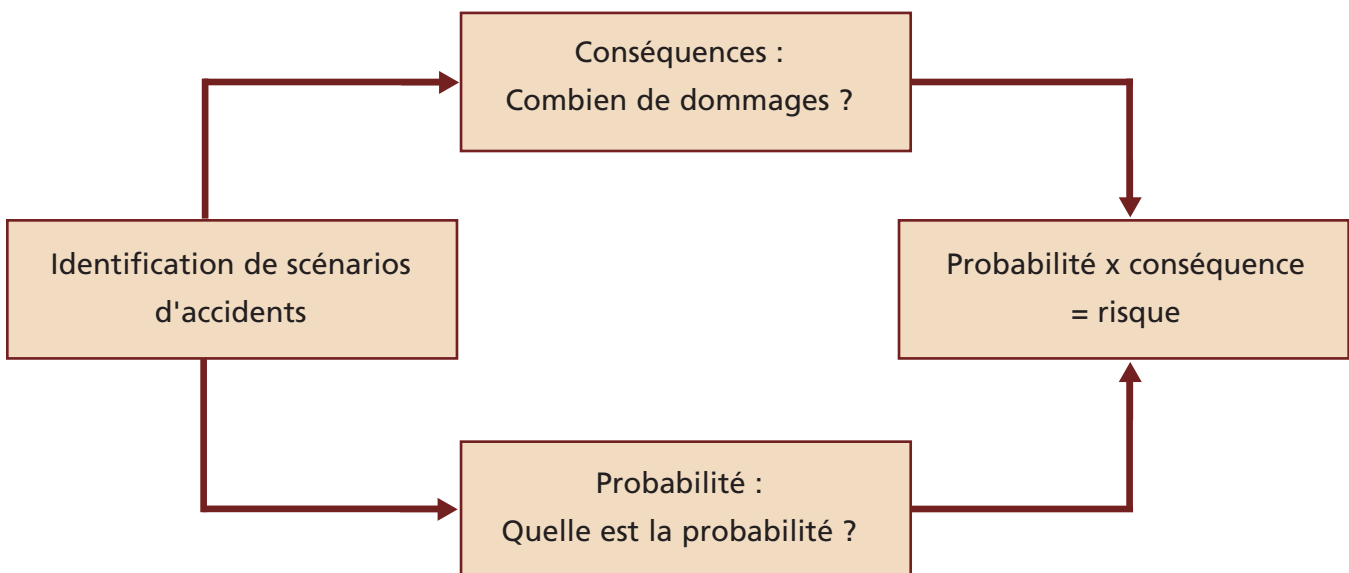 Conséquences :
Combien de dommages ?
Identification de scénarios
d'accidents
Probabilité x conséquence
= risque
Probabilité :
Quelle est la probabilité ?